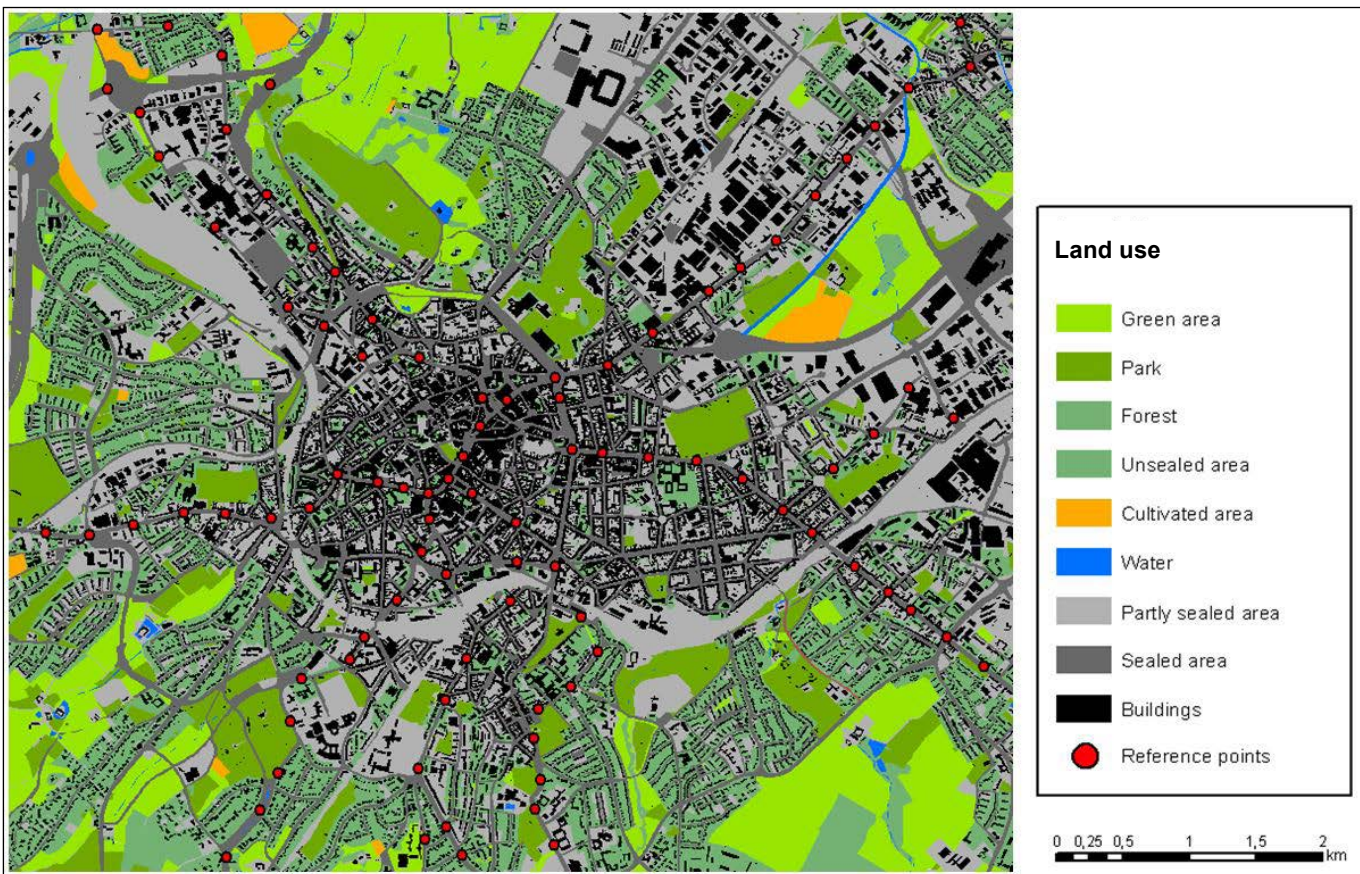 Land use
Green area
Park
Forest
Unsealed area
Cultivated area
Water
Partly sealed area
Sealed area
Buildings
Reference points
0 0,25 0,5 1 1,5 2
km